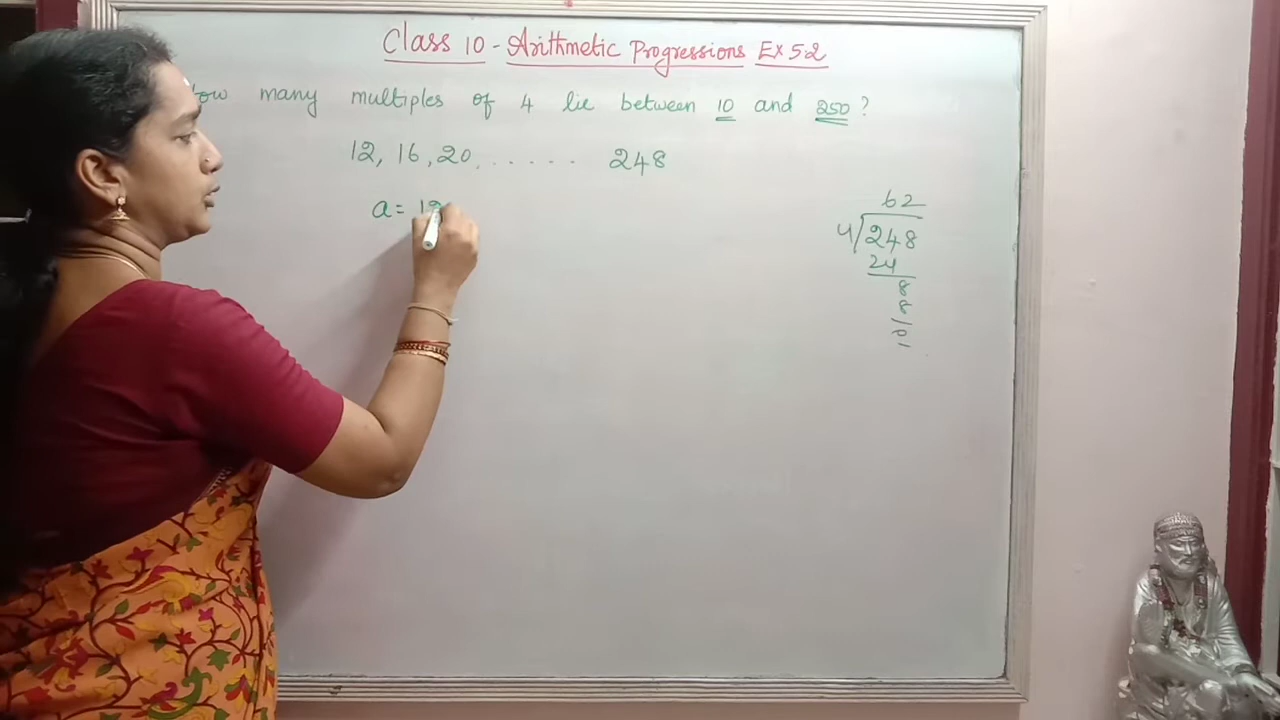 Class 10 - Arithmetic Progressions Ex 5.2
How many multiples of 4 lie between 10 and 250 ?
12, 16, 20, ...... 248
a = 12
62
4 248
24
8
8
0